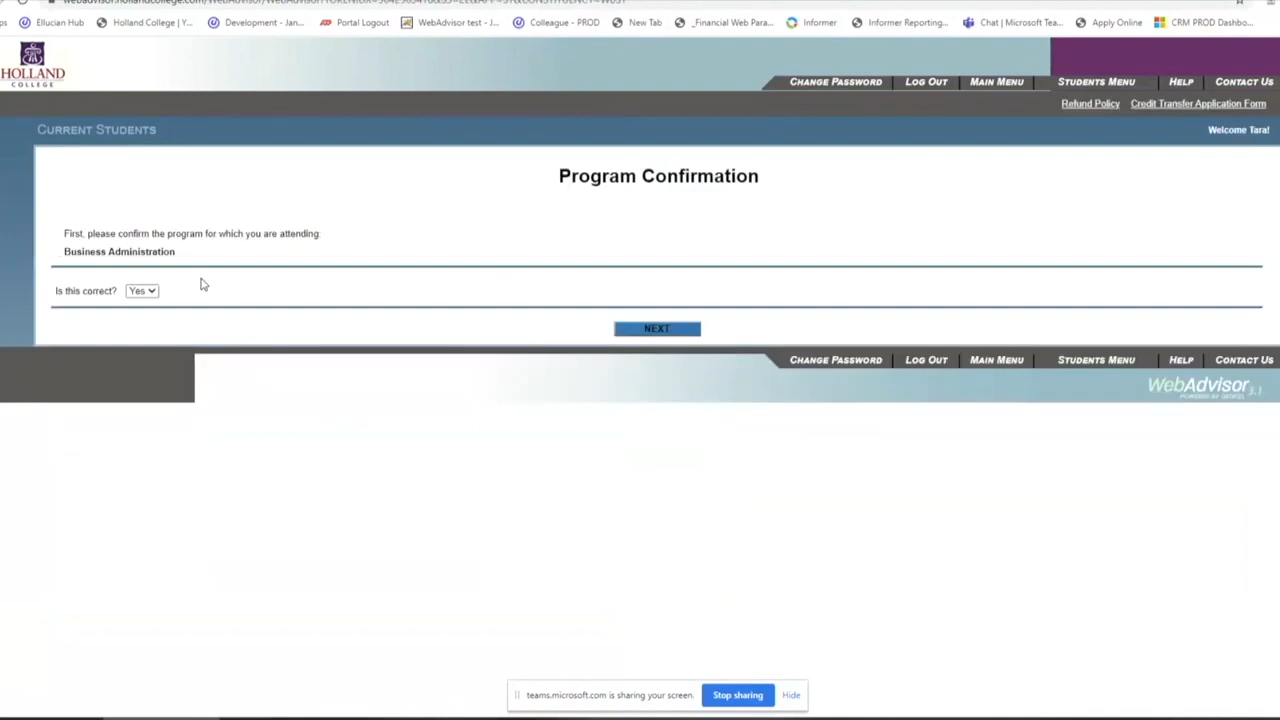 Ellucian Hub Holland College | Y... Development - Jan... Portal Logout WebAdvisor test - J... Colleague - PROD New Tab _Financial Web Para... Informer Informer Reporting... Chat | Microsoft Tea... Apply Online CRM PROD Dashbo...
HOLLAND
COLLEGE
CHANGE PASSWORD LOG OUT MAIN MENU STUDENTS MENU HELP CONTACT US
Refund Policy Credit Transfer Application Form
CURRENT STUDENTS Welcome Tara!
Program Confirmation
First, please confirm the program for which you are attending:
Business Administration
Is this correct? Yes
NEXT
CHANGE PASSWORD LOG OUT MAIN MENU STUDENTS MENU HELP CONTACT US
WebAdvisor 3.1
teams.microsoft.com is sharing your screen. Stop sharing Hide